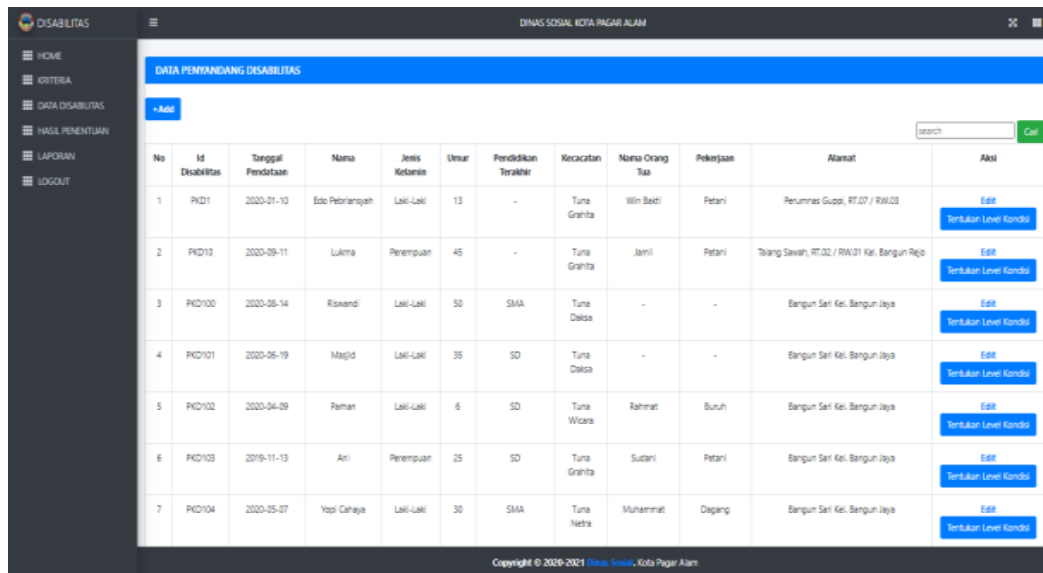 DISABILITAS
DINAS SOSIAL KOTA PAGAR ALAM
HOME
KRITERIA
DATA DISABILITAS
HASIL PENENTUAN
LAPORAN
LOGOUT
DATA PENYANDANG DISABILITAS
+Add
search Cari
No Id Disabilitas Tanggal Pendataan Nama Jenis Kelamin Umur Pendidikan Terakhir Kecacatan Nama Orang Tua Pekerjaan Alamat Aksi
1 PKD1 2020-01-10 Edo Pebriansyah Laki-Laki 13 - Tuna Grahita Win Bakti Petani Perumnas Guppi, RT.07 / RW.03 Edit
Tentukan Level Kondisi
2 PKD10 2020-09-11 Lukma Perempuan 45 - Tuna Grahita Jamil Petani Talang Sawah, RT.02 / RW.01 Kel. Bangun Rejo Edit
Tentukan Level Kondisi
3 PKD100 2020-08-14 Riswandi Laki-Laki 50 SMA Tuna Daksa - - Bangun Sari Kel. Bangun Jaya Edit
Tentukan Level Kondisi
4 PKD101 2020-06-19 Masjid Laki-Laki 35 SD Tuna Daksa - - Bangun Sari Kel. Bangun Jaya Edit
Tentukan Level Kondisi
5 PKD102 2020-04-09 Parhan Laki-Laki 6 SD Tuna Wicara Rahmat Buruh Bangun Sari Kel. Bangun Jaya Edit
Tentukan Level Kondisi
6 PKD103 2019-11-13 Ani Perempuan 25 SD Tuna Grahita Sudani Petani Bangun Sari Kel. Bangun Jaya Edit
Tentukan Level Kondisi
7 PKD104 2020-05-07 Yopi Cahaya Laki-Laki 30 SMA Tuna Netra Muhammat Dagang Bangun Sari Kel. Bangun Jaya Edit
Tentukan Level Kondisi
Copyright © 2020-2021 Dinas Sosial. Kota Pagar Alam